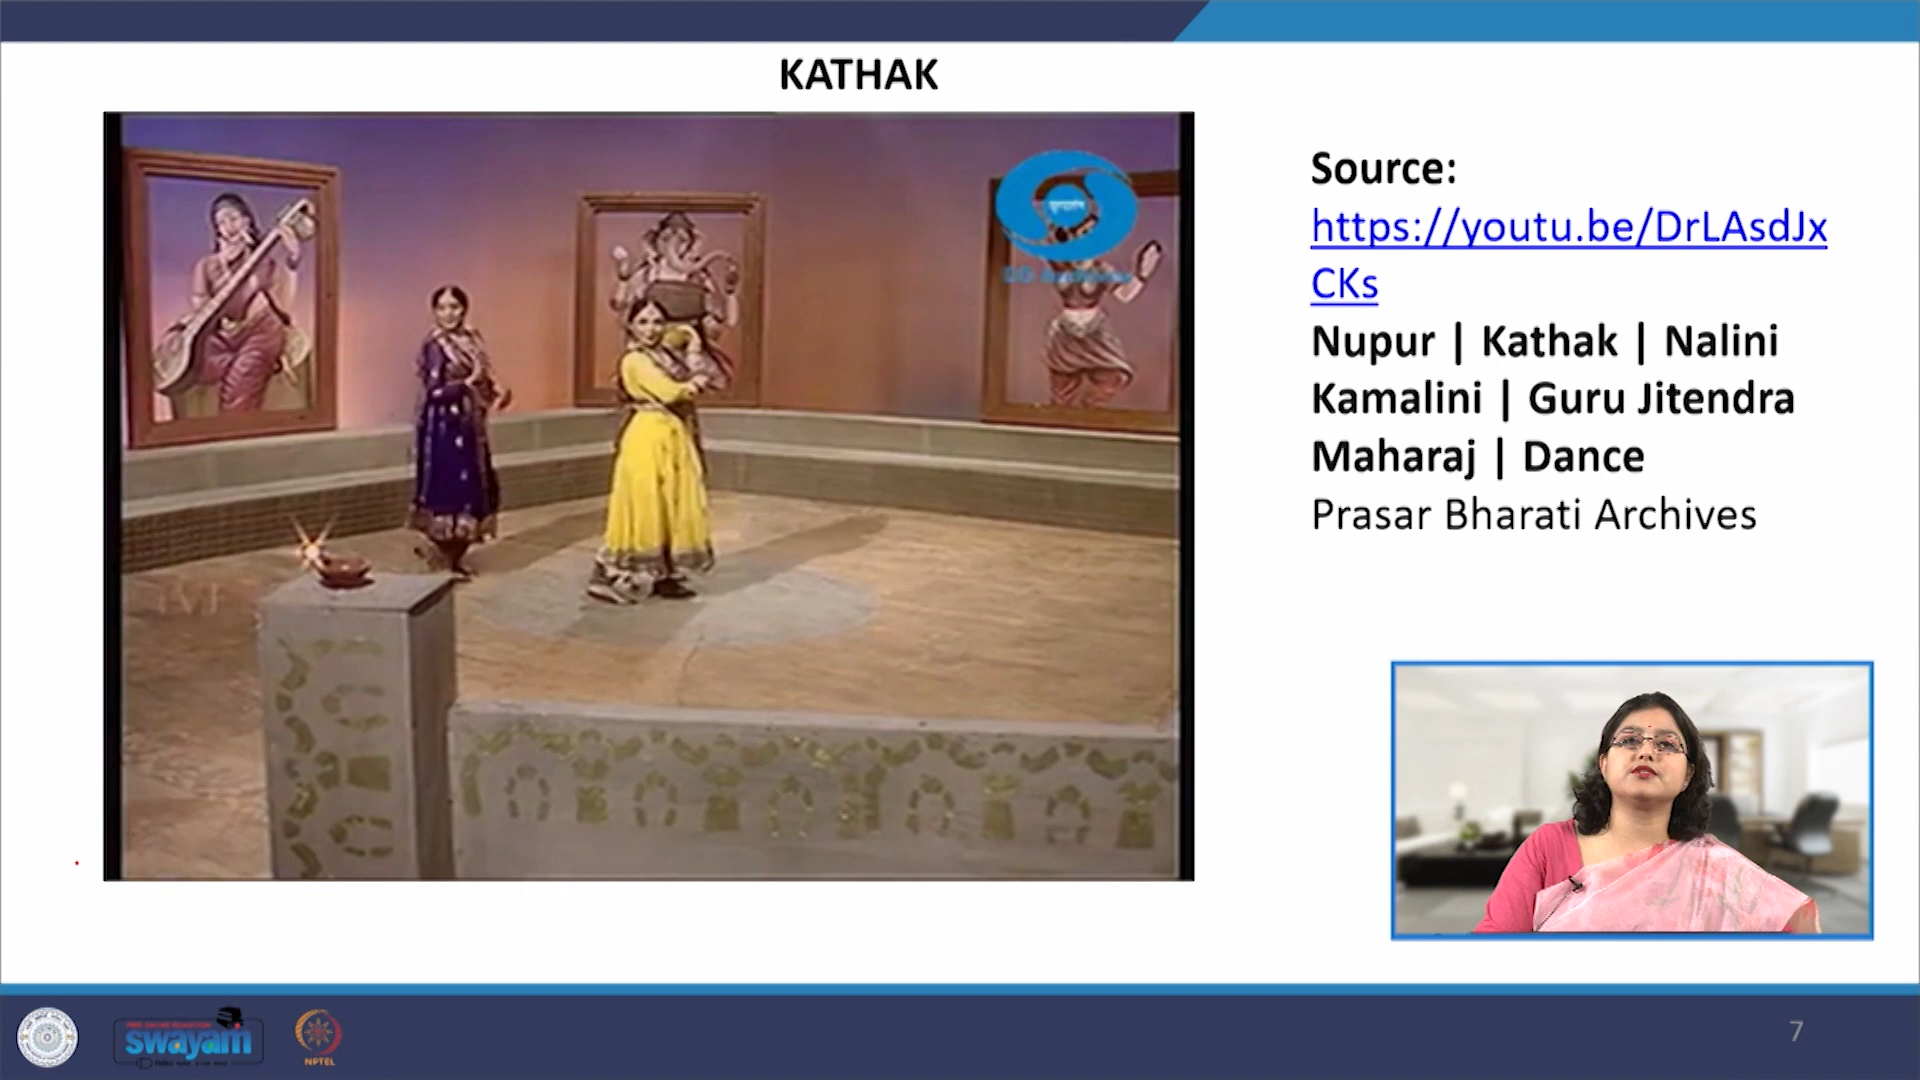 KATHAK
Source:
https://youtu.be/DrLAsdJx
CKs
Nupur | Kathak | Nalini
Kamalini | Guru Jitendra
Maharaj | Dance
Prasar Bharati Archives
swayam
NPTEL
7